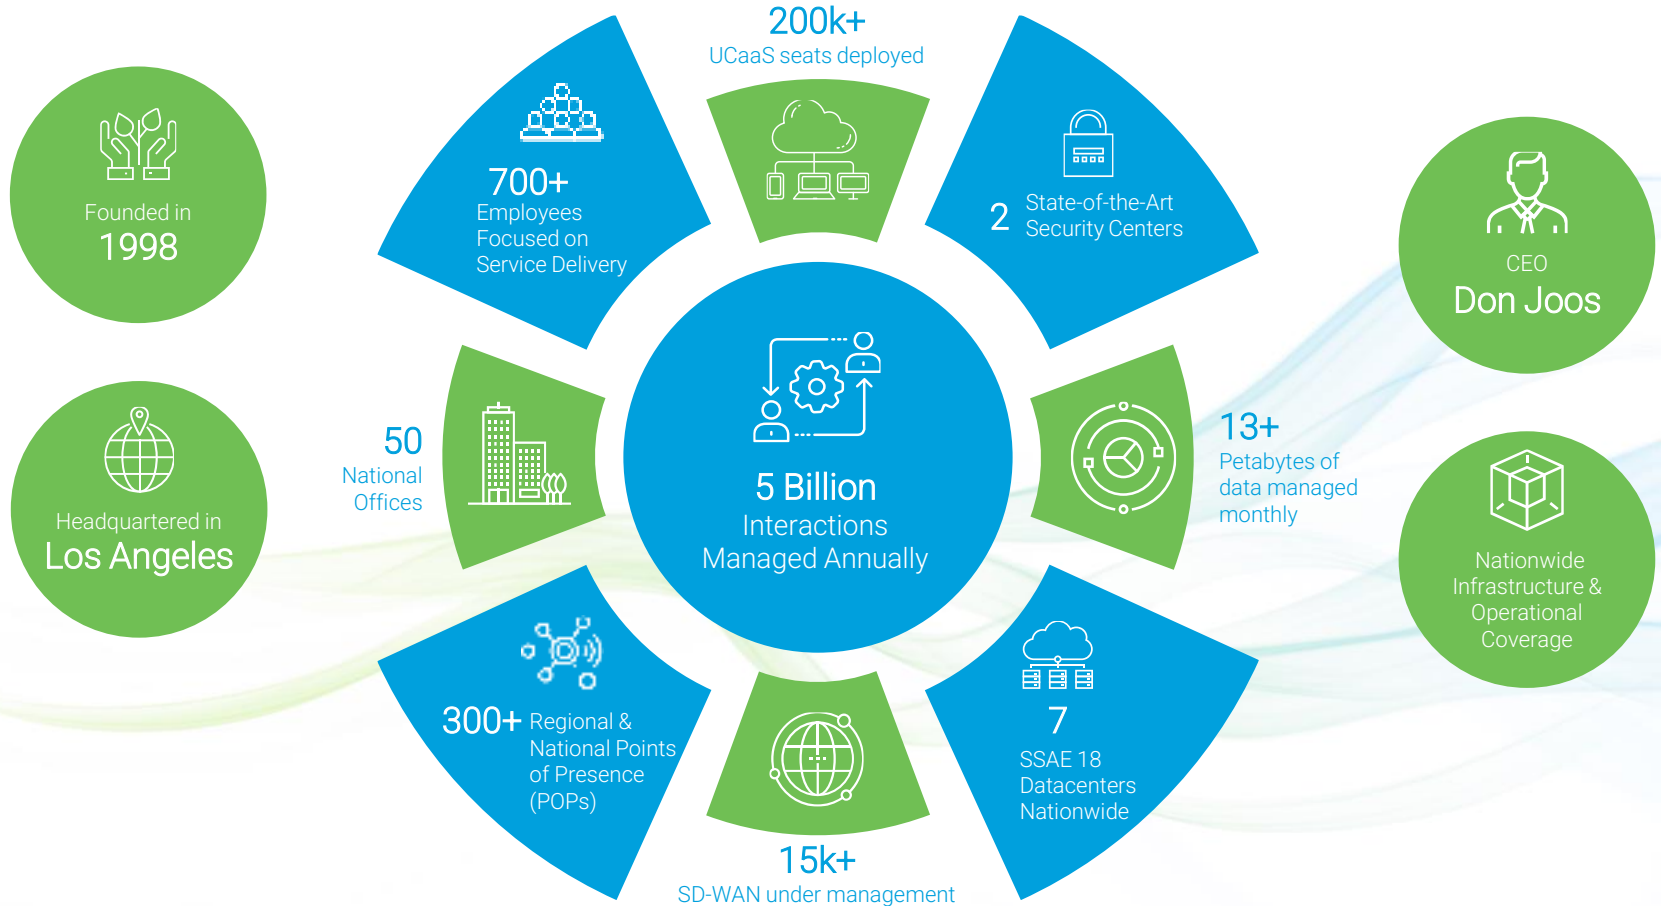 200k+
UCaaS seats deployed
Founded in
1998
700+
Employees
Focused on
Service Delivery
2
State-of-the-Art
Security Centers
CEO
Don Joos
Headquartered in
Los Angeles
50
National
Offices
5 Billion
Interactions
Managed Annually
13+
Petabytes of
data managed
monthly
Nationwide
Infrastructure &
Operational
Coverage
300+
Regional &
National Points
of Presence
(POPs)
7
SSAE 18
Datacenters
Nationwide
15k+
SD-WAN under management